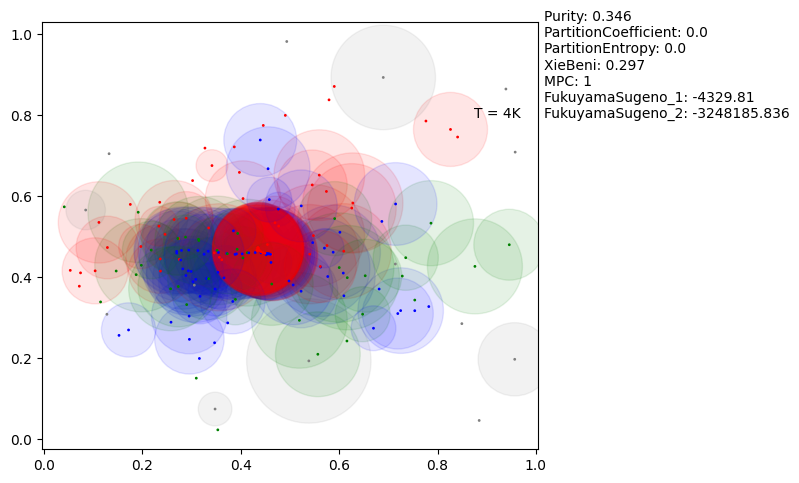 Purity: 0.346
PartitionCoefficient: 0.0
PartitionEntropy: 0.0
XieBeni: 0.297
MPC: 1
FukuyamaSugeno_1: -4329.81
FukuyamaSugeno_2: -3248185.836
T = 4K
1.0
0.8
0.6
0.4
0.2
0.0
0.0 0.2 0.4 0.6 0.8 1.0